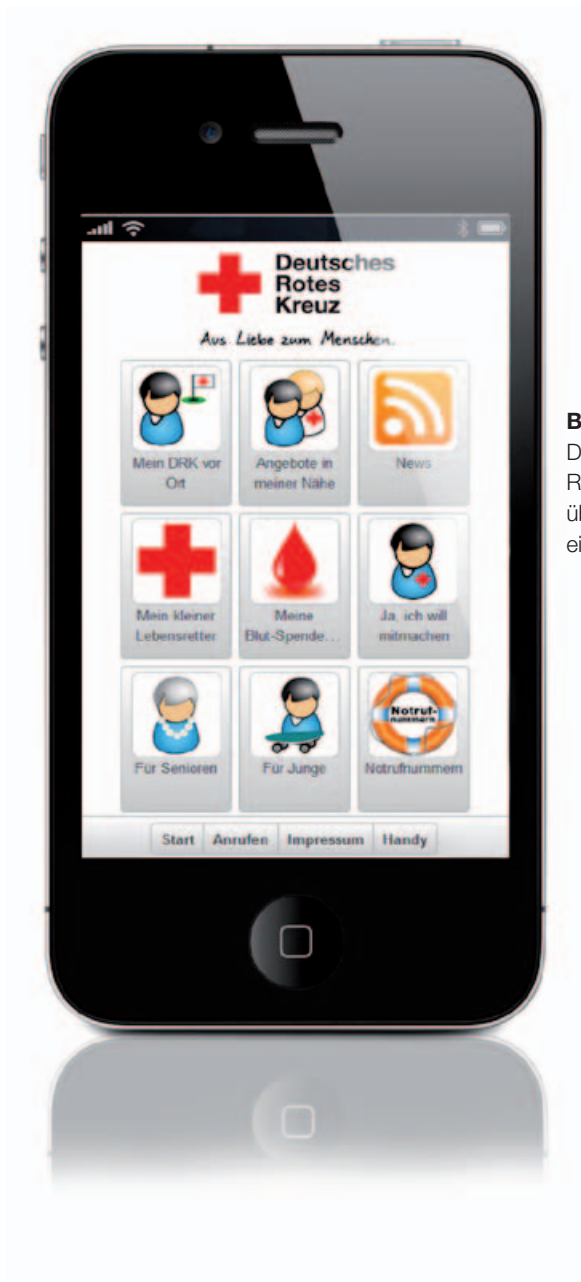 Deutsches
Rotes
Kreuz
Aus Liebe zum Menschen.
Mein DRK vor
Ort
Angebote in
meiner Nähe
News
Mein kleiner
Lebensretter
Meine
Blut-Spende...
Ja, ich will
mitmachen
Für Senioren
Für Junge
Notruf-
nummern
Notrufnummern
Start Anrufen Impressum Handy
B
D
R
ü
ei